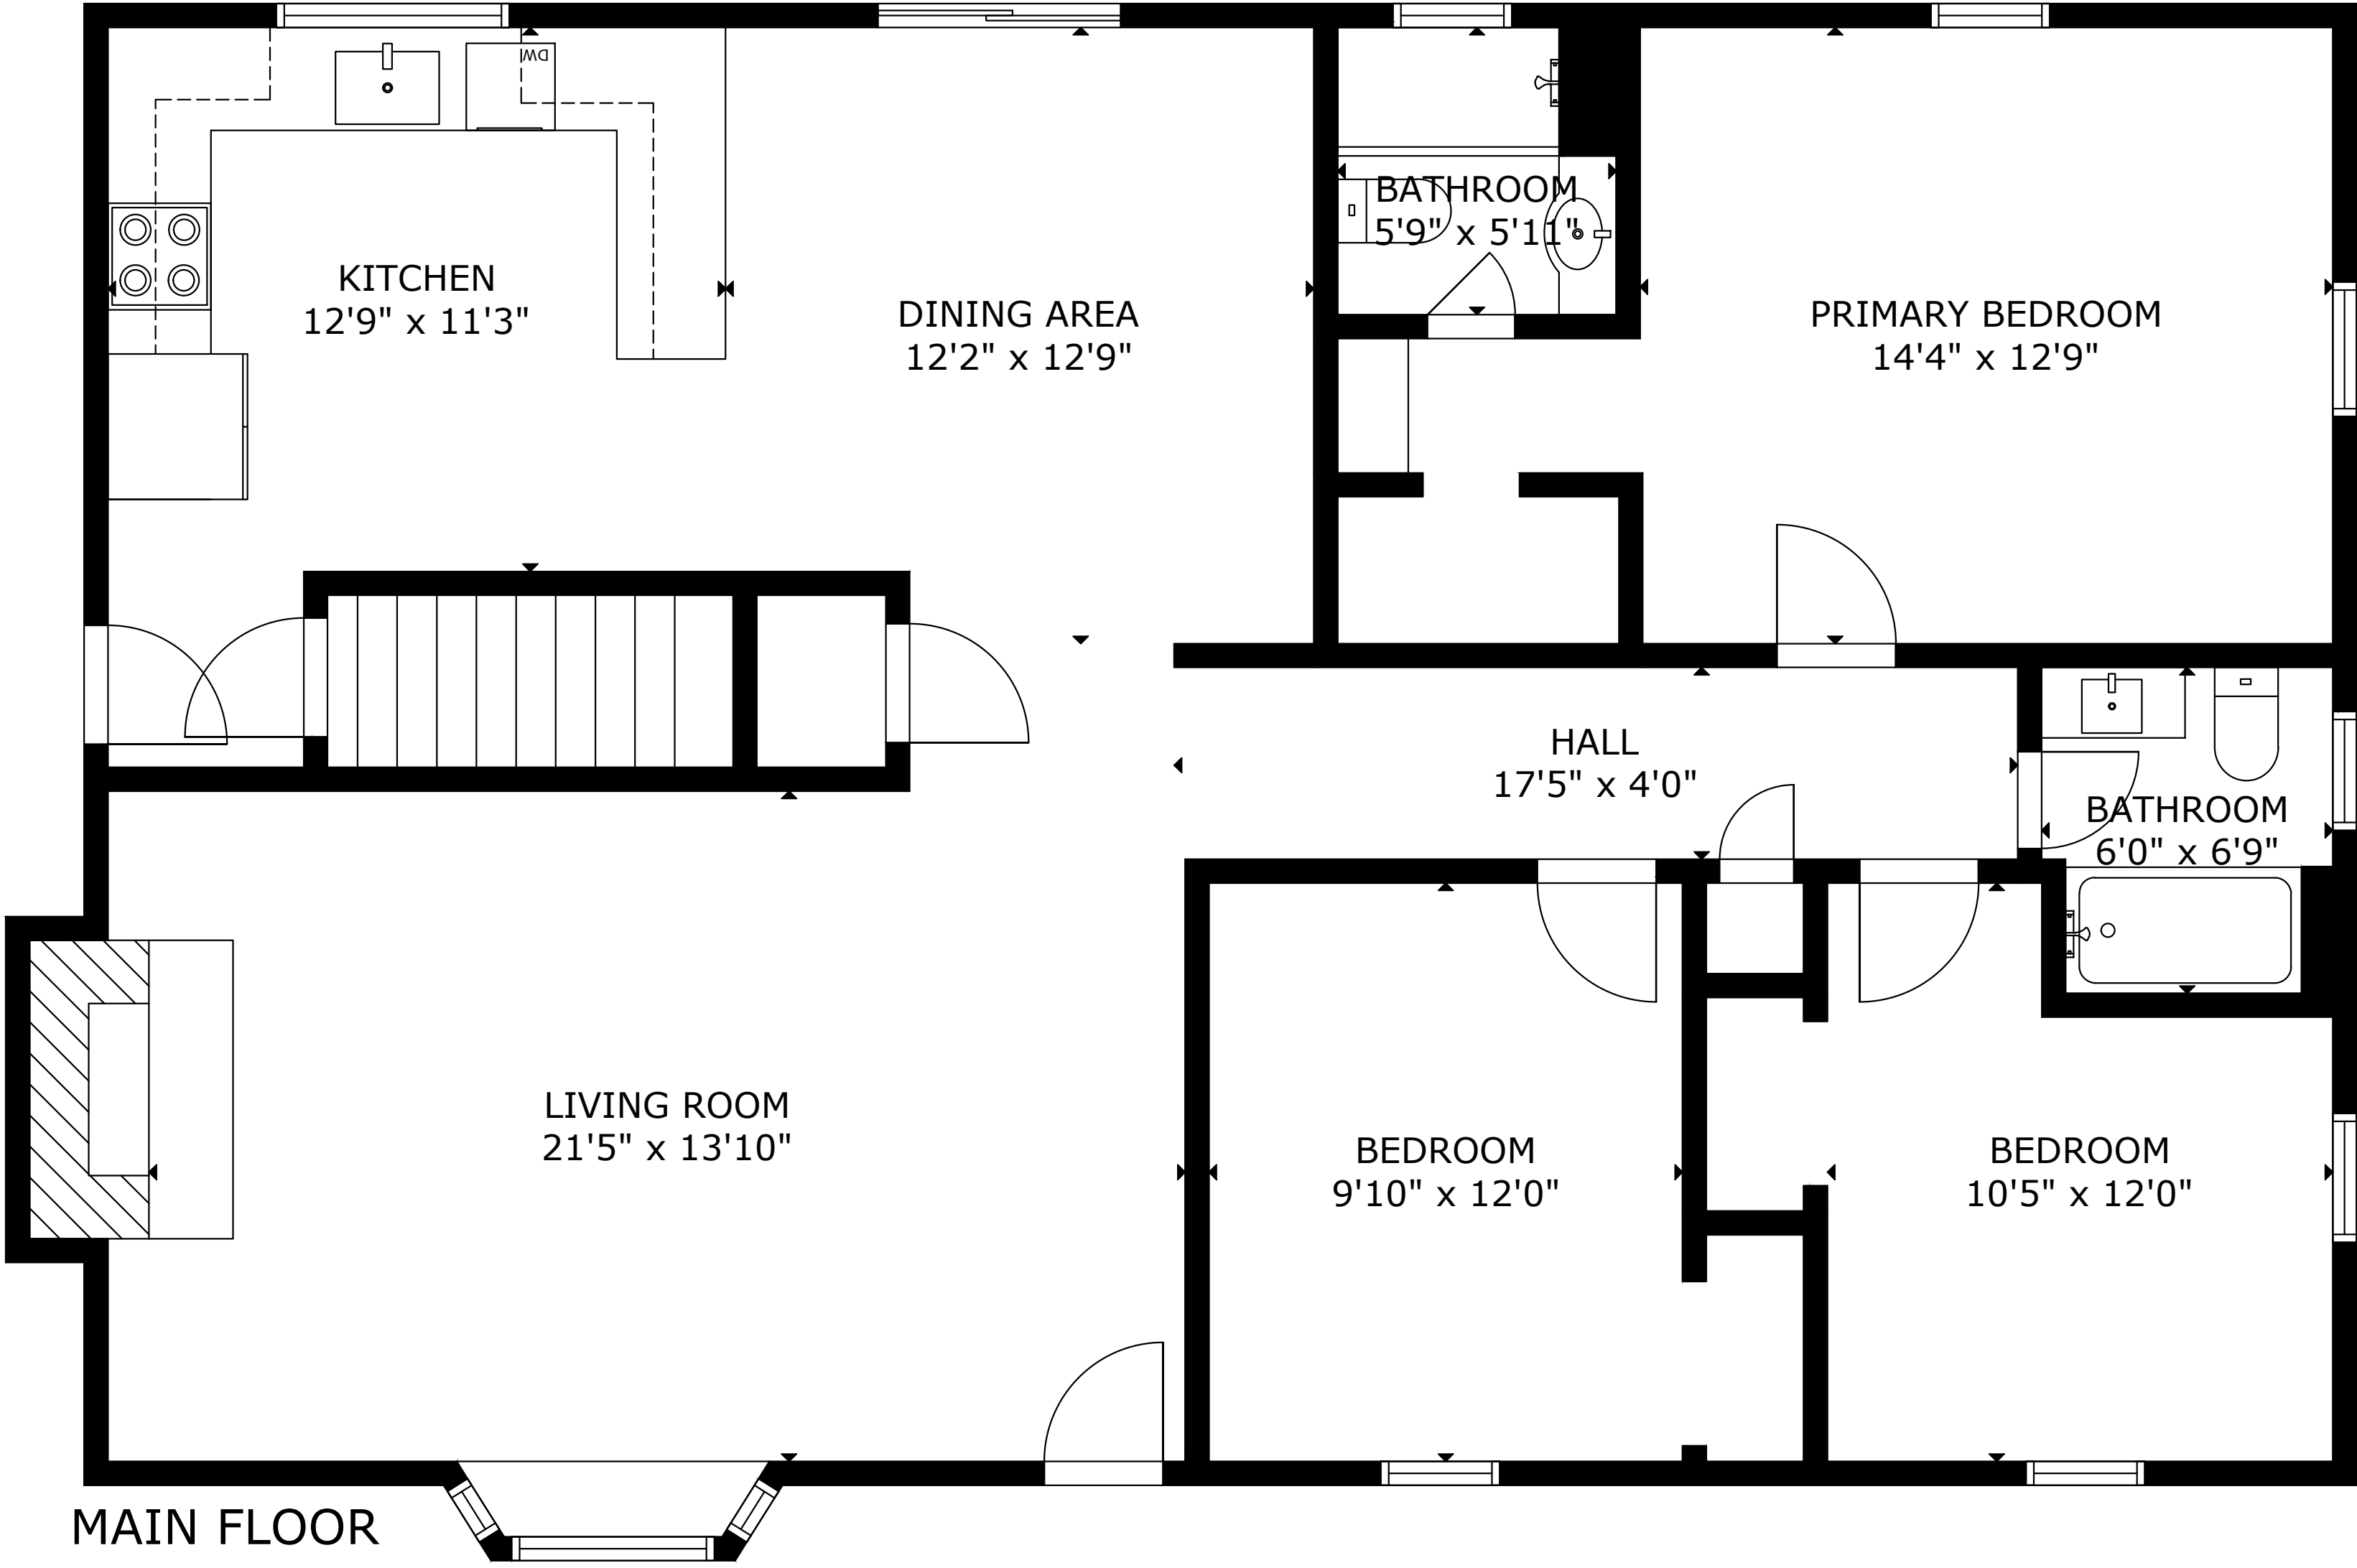 DW
BATHROOM
5'9" x 5'11"
KITCHEN
12'9" x 11'3"
DINING AREA
12'2" x 12'9"
PRIMARY BEDROOM
14'4" x 12'9"
HALL
17'5" x 4'0"
BATHROOM
6'0" x 6'9"
LIVING ROOM
21'5" x 13'10"
BEDROOM
9'10" x 12'0"
BEDROOM
10'5" x 12'0"
MAIN FLOOR